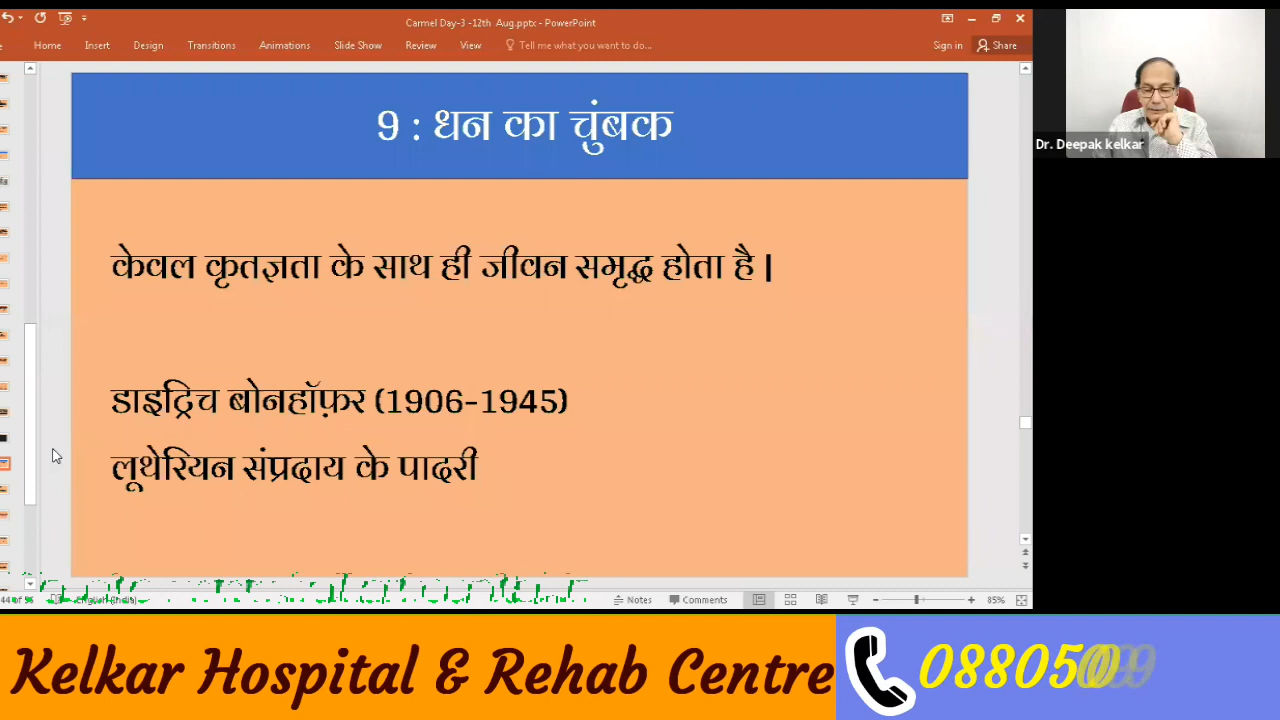 Carmel Day-3 -12th Aug.pptx - PowerPoint
Home Insert Design Transitions Animations Slide Show Review View Tell me what you want to do... Sign in Share
9 : धन का चुंबक
केवल कृतज्ञता के साथ ही जीवन समृद्ध होता है |
डाइट्रिच बोनहॉफ़र (1906-1945)
लूथेरियन संप्रदाय के पादरी
Dr. Deepak kelkar
English (India) Notes Comments 85%
Kelkar Hospital & Rehab Centre